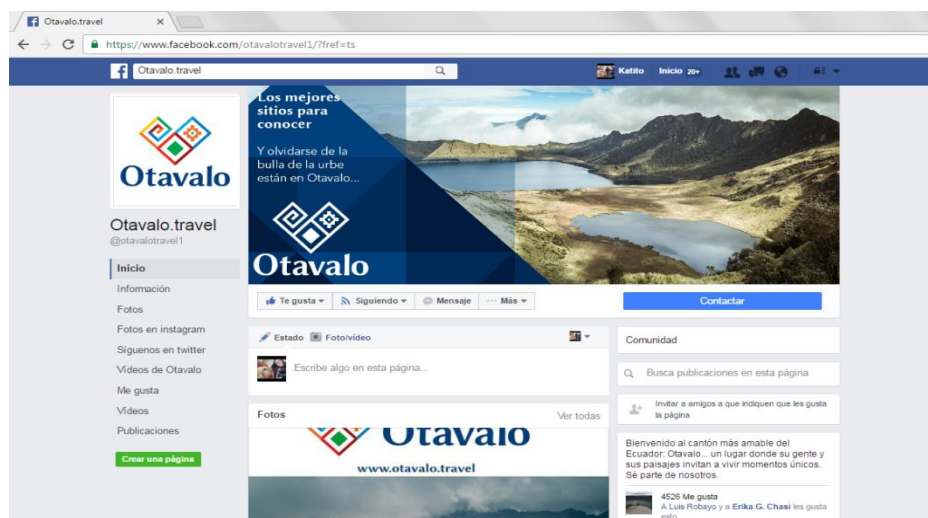 Otavalo.travel
https://www.facebook.com/otavalotravel1/?fref=ts
Otavalo.travel
Katito
Inicio 20+
Otavalo
Los mejores
sitios para
conocer
Y olvidarse de la
bulla de la urbe
están en Otavalo...
Otavalo
Otavalo.travel
@otavalotravel1
Inicio
Información
Fotos
Fotos en instagram
Síguenos en twitter
Vídeos de Otavalo
Me gusta
Vídeos
Publicaciones
Crear una página
Te gusta
Siguiendo
Mensaje
Más
Contactar
Estado
Foto/vídeo
Escribe algo en esta página...
Fotos
Ver todas
Otavalo
www.otavalo.travel
Comunidad
Busca publicaciones en esta página
Invitar a amigos a que indiquen que les gusta
la página
Bienvenido al cantón más amable del
Ecuador: Otavalo... un lugar donde su gente y
sus paisajes invitan a vivir momentos únicos.
Sé parte de nosotros.
4526 Me gusta
A Luis Robayo y a Erika G. Chasi les gusta
esto